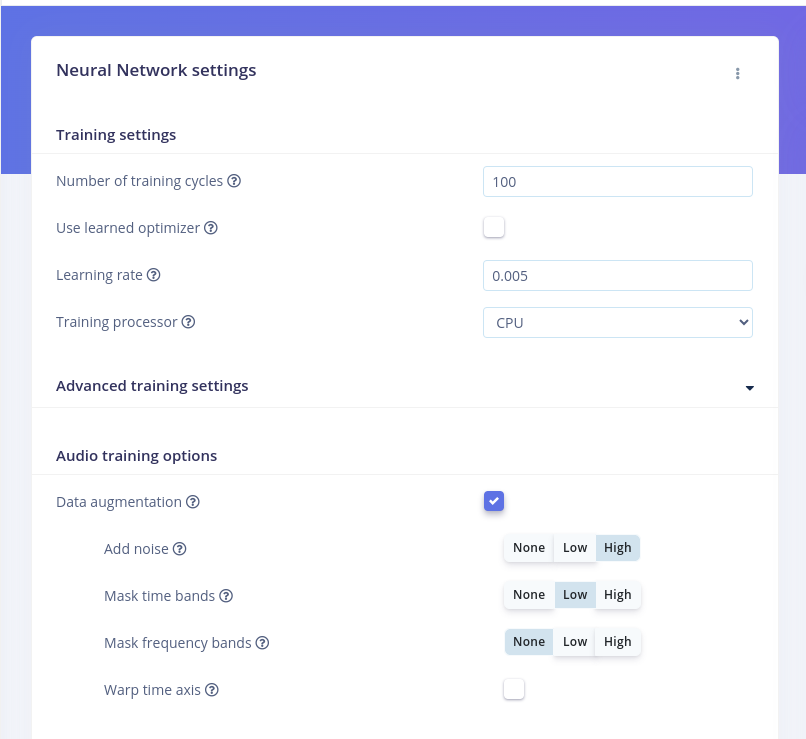 Neural Network settings
Training settings
Number of training cycles
100
Use learned optimizer
Learning rate
0.005
Training processor
CPU
Advanced training settings
Audio training options
Data augmentation
Add noise
None Low High
Mask time bands
None Low High
Mask frequency bands
None Low High
Warp time axis